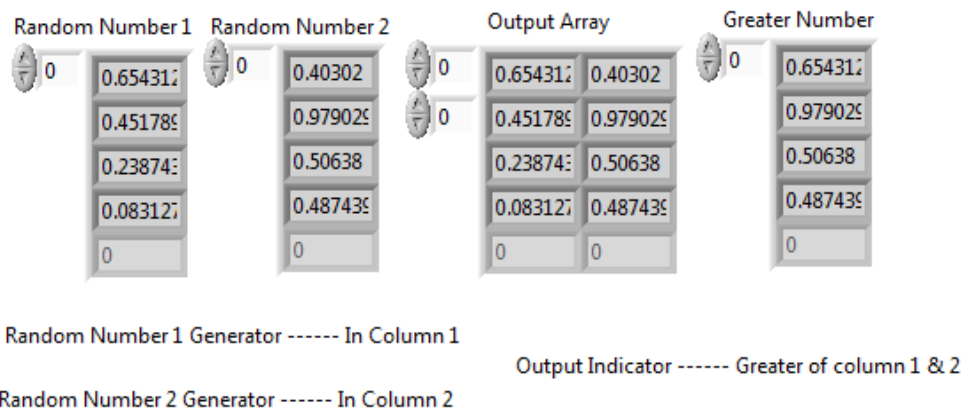 Random Number 1 Random Number 2 Output Array Greater Number
0 0.654312 0 0.40302 0 0.654312 0.40302 0 0.654312
0.451789 0.979029 0 0.451789 0.979029 0.979029
0.238743 0.50638 0.238743 0.50638 0.50638
0.083127 0.487439 0.083127 0.487439 0.487439
0 0 0 0 0
Random Number 1 Generator ------ In Column 1
Output Indicator ------ Greater of column 1 & 2
Random Number 2 Generator ------ In Column 2